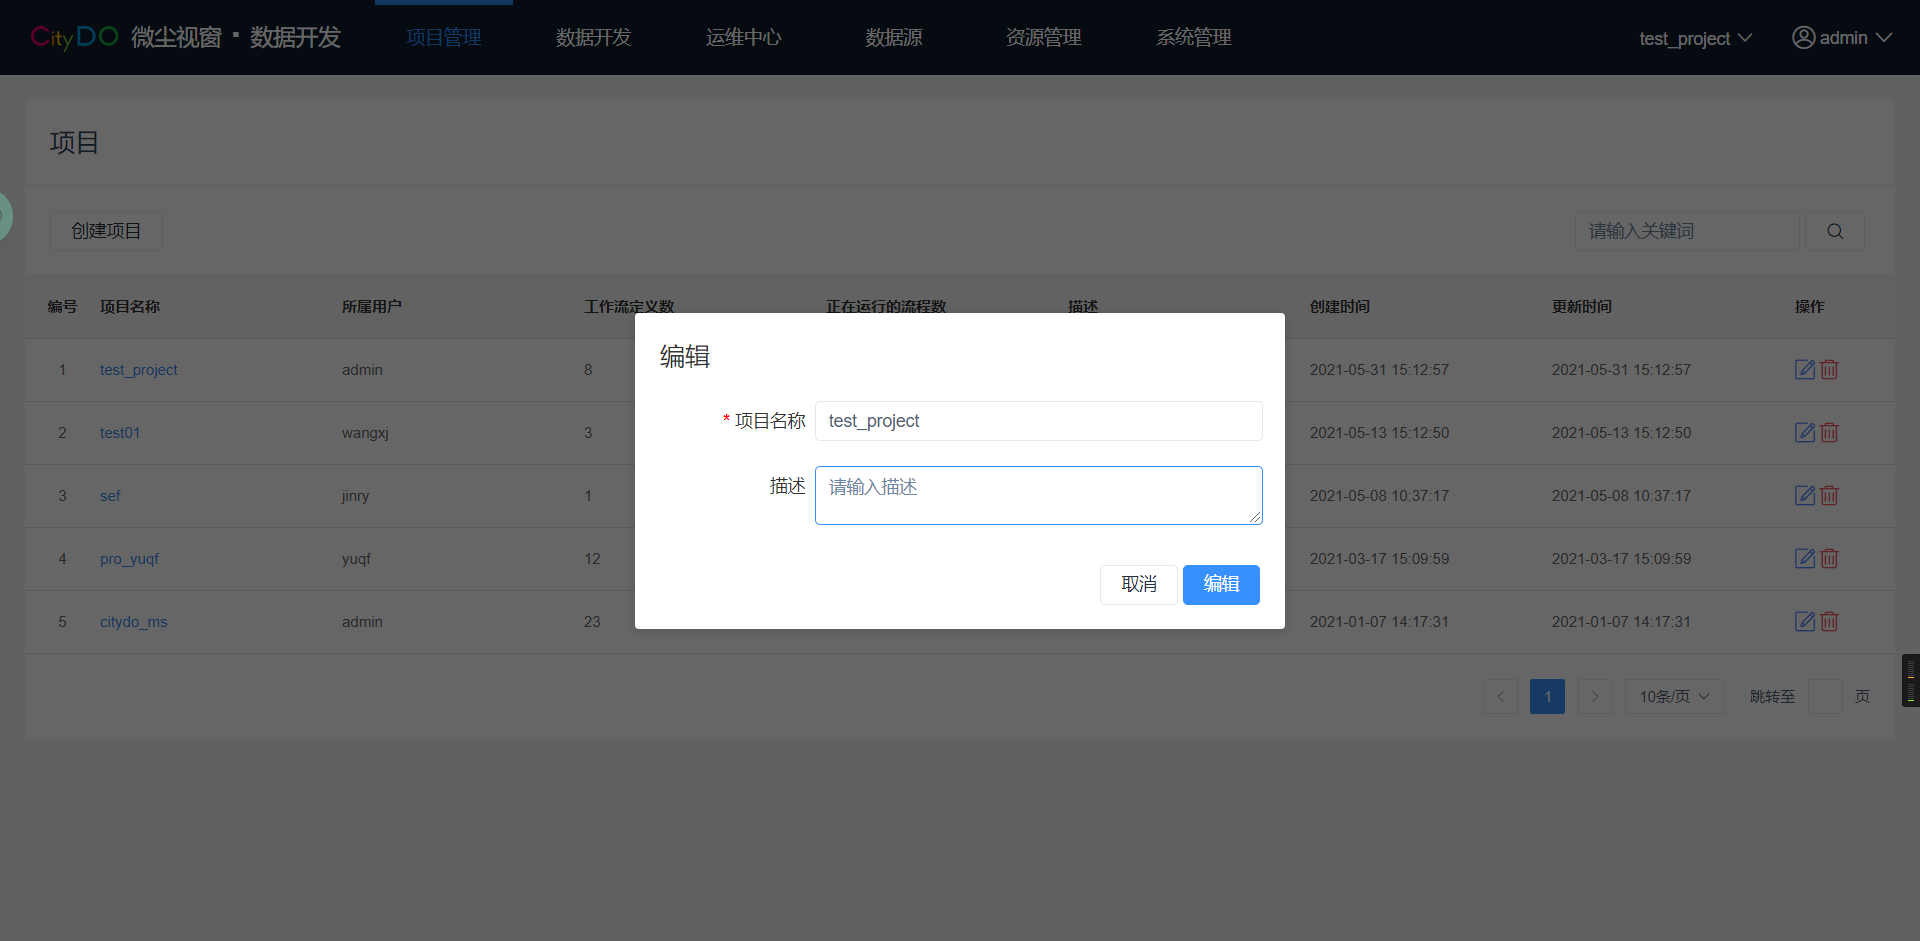 CityDO 微尘视窗·数据开发 项目管理 数据开发 运维中心 数据源 资源管理 系统管理 test_project admin
项目
创建项目 请输入关键词
编号 项目名称 所属用户 工作流定义数 正在运行的流程数 描述 创建时间 更新时间 操作
1 test_project admin 8 2021-05-31 15:12:57 2021-05-31 15:12:57
2 test01 wangxj 3 2021-05-13 15:12:50 2021-05-13 15:12:50
3 sef jinry 1 2021-05-08 10:37:17 2021-05-08 10:37:17
4 pro_yuqf yuqf 12 2021-03-17 15:09:59 2021-03-17 15:09:59
5 citydo_ms admin 23 2021-01-07 14:17:31 2021-01-07 14:17:31
1 10条/页 跳转至 页
编辑
* 项目名称 test_project
描述 请输入描述
取消 编辑